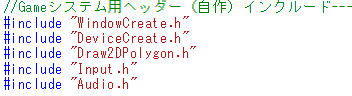 //Gameシステム用ヘッダー（自作）インクルード---
#include "WindowCreate.h"
#include "DeviceCreate.h"
#include "Draw2DPolygon.h"
#include "Input.h"
#include "Audio.h"